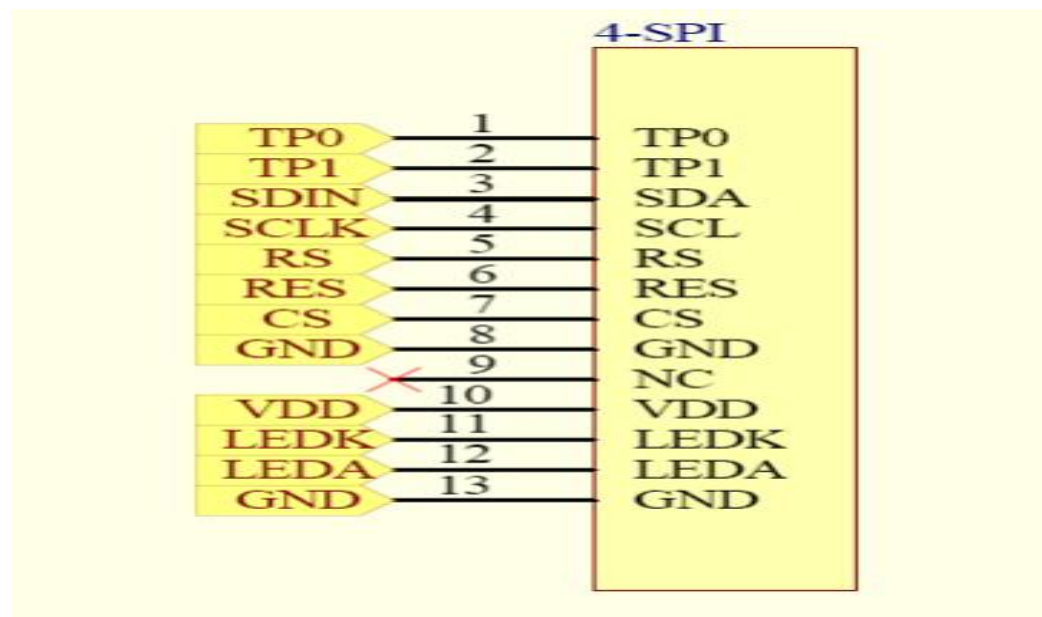 4-SPI
TP0 1 TP0
TP1 2 TP1
SDIN 3 SDA
SCLK 4 SCL
RS 5 RS
RES 6 RES
CS 7 CS
GND 8 GND
9 NC
VDD 10 VDD
LEDK 11 LEDK
LEDA 12 LEDA
GND 13 GND